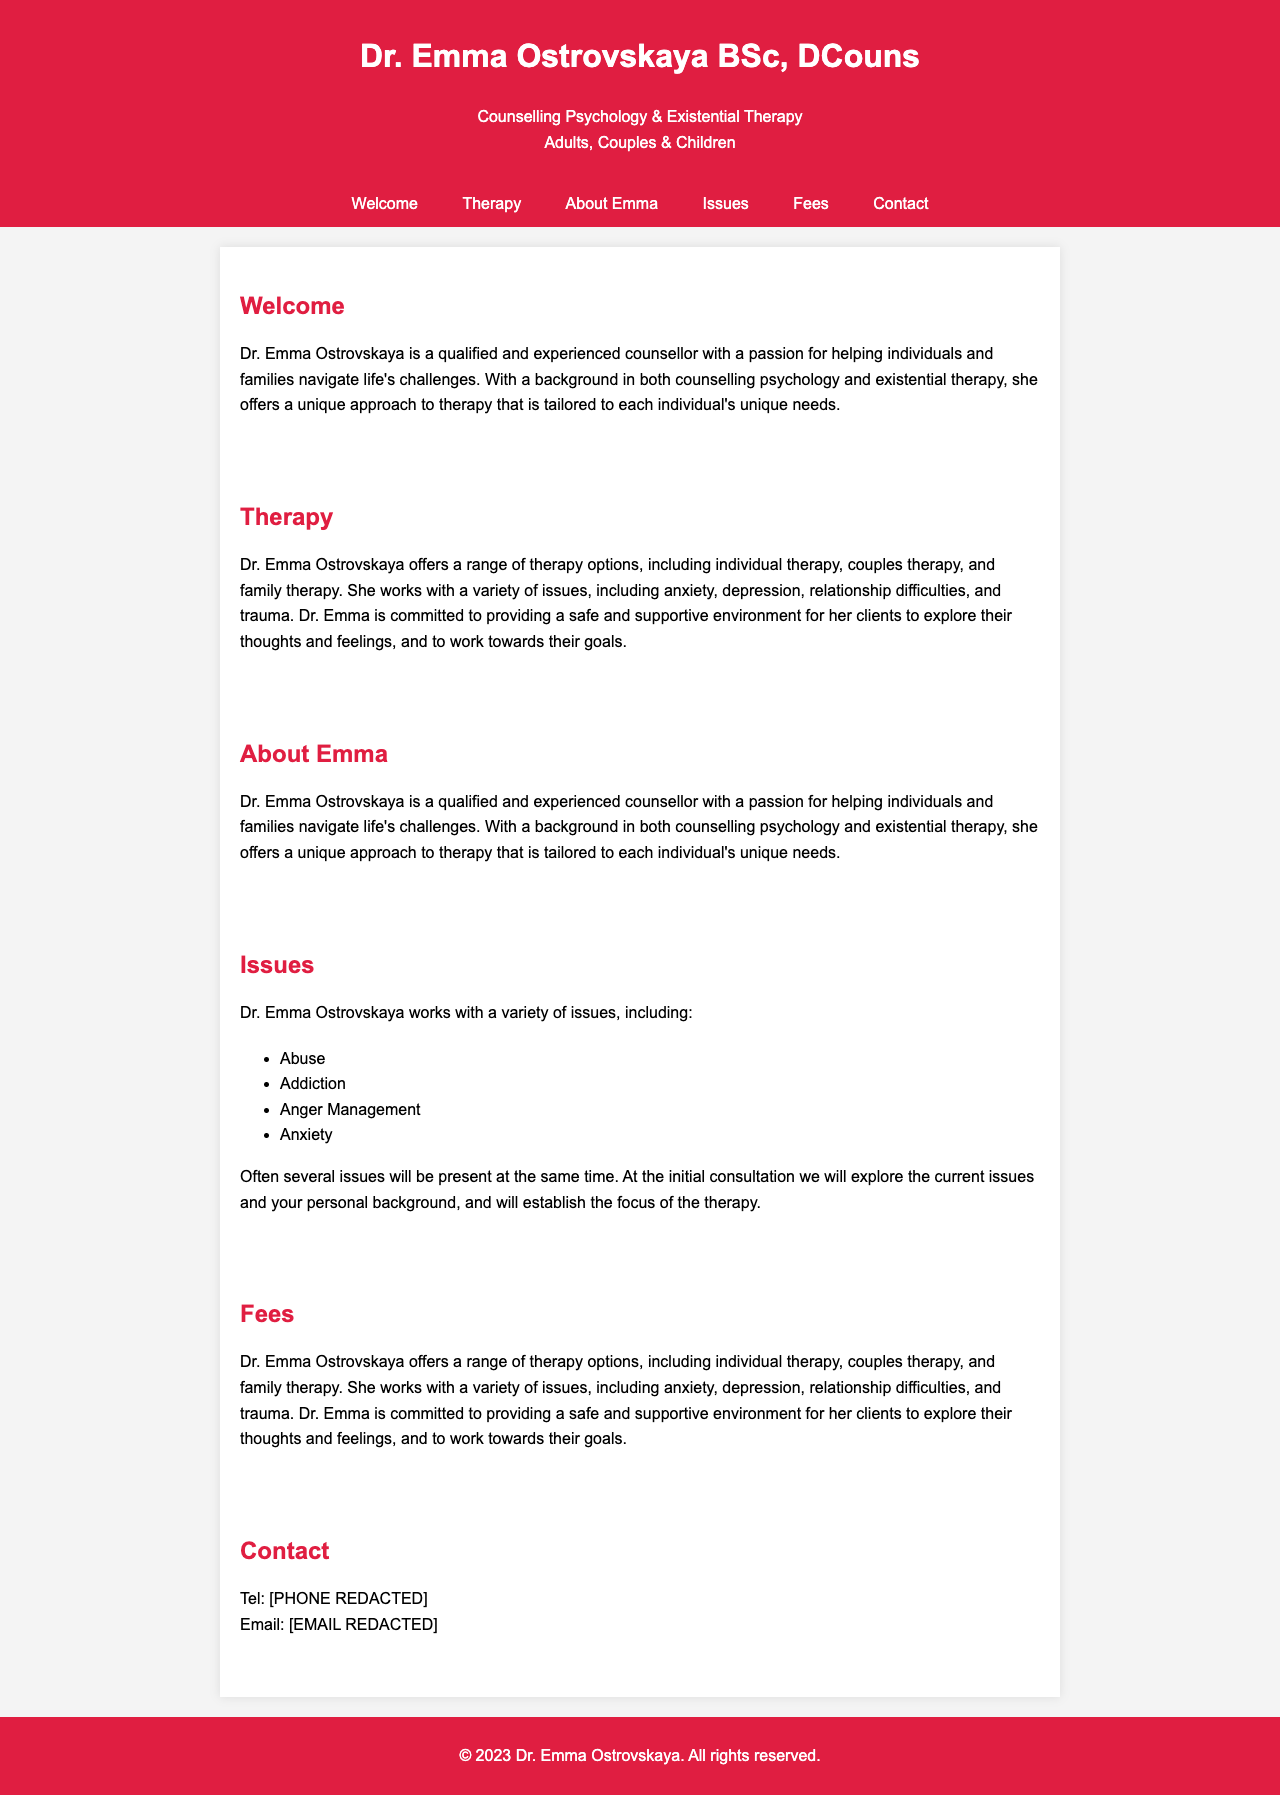 Dr. Emma Ostrovskaya BSc, DCouns
Counselling Psychology & Existential Therapy
Adults, Couples & Children
Welcome Therapy About Emma Issues Fees Contact
Welcome
Dr. Emma Ostrovskaya is a qualified and experienced counsellor with a passion for helping individuals and
families navigate life's challenges. With a background in both counselling psychology and existential therapy, she
offers a unique approach to therapy that is tailored to each individual's unique needs.
Therapy
Dr. Emma Ostrovskaya offers a range of therapy options, including individual therapy, couples therapy, and
family therapy. She works with a variety of issues, including anxiety, depression, relationship difficulties, and
trauma. Dr. Emma is committed to providing a safe and supportive environment for her clients to explore their
thoughts and feelings, and to work towards their goals.
About Emma
Dr. Emma Ostrovskaya is a qualified and experienced counsellor with a passion for helping individuals and
families navigate life's challenges. With a background in both counselling psychology and existential therapy, she
offers a unique approach to therapy that is tailored to each individual's unique needs.
Issues
Dr. Emma Ostrovskaya works with a variety of issues, including:
• Abuse
• Addiction
• Anger Management
• Anxiety
Often several issues will be present at the same time. At the initial consultation we will explore the current issues
and your personal background, and will establish the focus of the therapy.
Fees
Dr. Emma Ostrovskaya offers a range of therapy options, including individual therapy, couples therapy, and
family therapy. She works with a variety of issues, including anxiety, depression, relationship difficulties, and
trauma. Dr. Emma is committed to providing a safe and supportive environment for her clients to explore their
thoughts and feelings, and to work towards their goals.
Contact
Tel: [PHONE REDACTED]
Email: [EMAIL REDACTED]
© 2023 Dr. Emma Ostrovskaya. All rights reserved.